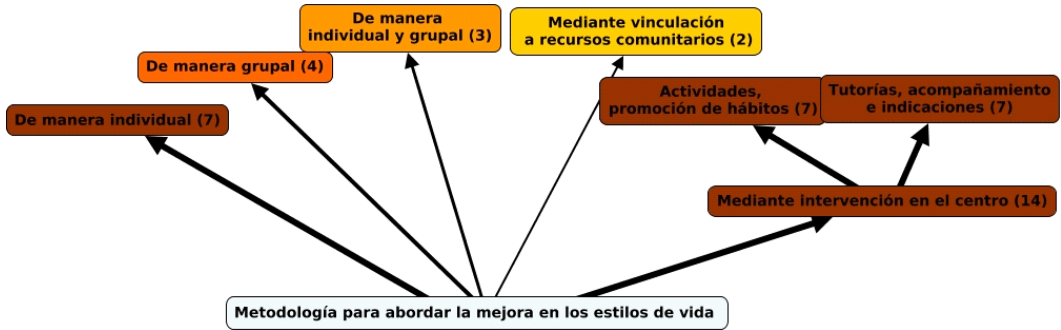 De manera
individual y grupal (3)
Mediante vinculación
a recursos comunitarios (2)
De manera grupal (4)
De manera individual (7)
Actividades,
promoción de hábitos (7)
Tutorías, acompañamiento
e indicaciones (7)
Mediante intervención en el centro (14)
Metodología para abordar la mejora en los estilos de vida